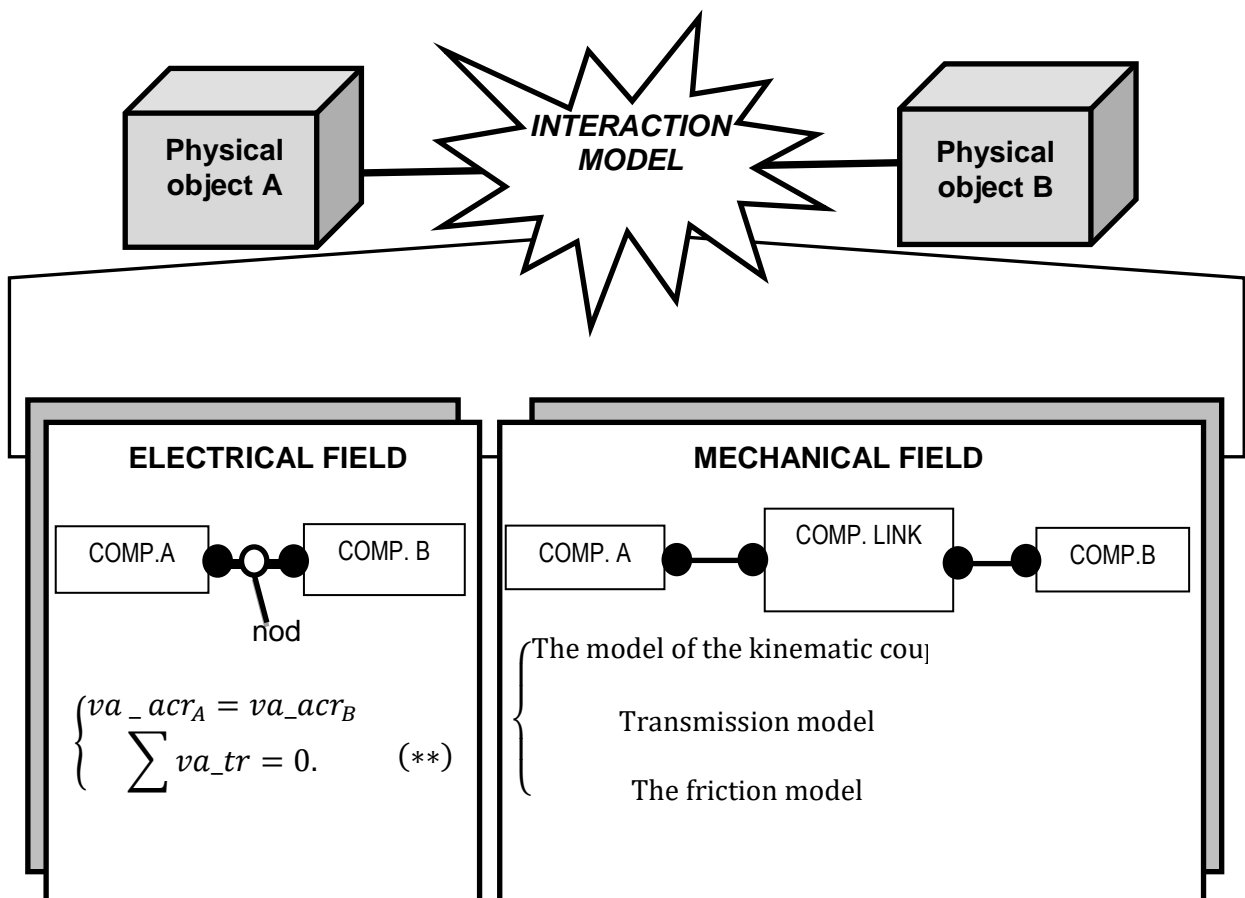 Physical
object A
INTERACTION
MODEL
Physical
object B
ELECTRICAL FIELD
COMP.A
COMP. B
nod
va _ acr_A = va_acr_B
∑ va_tr = 0. (**)
MECHANICAL FIELD
COMP. A
COMP. LINK
COMP.B
The model of the kinematic
Transmission model
The friction model